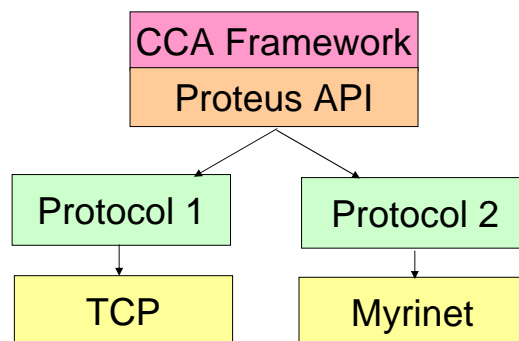 CCA Framework
Proteus API
Protocol 1
Protocol 2
TCP
Myrinet